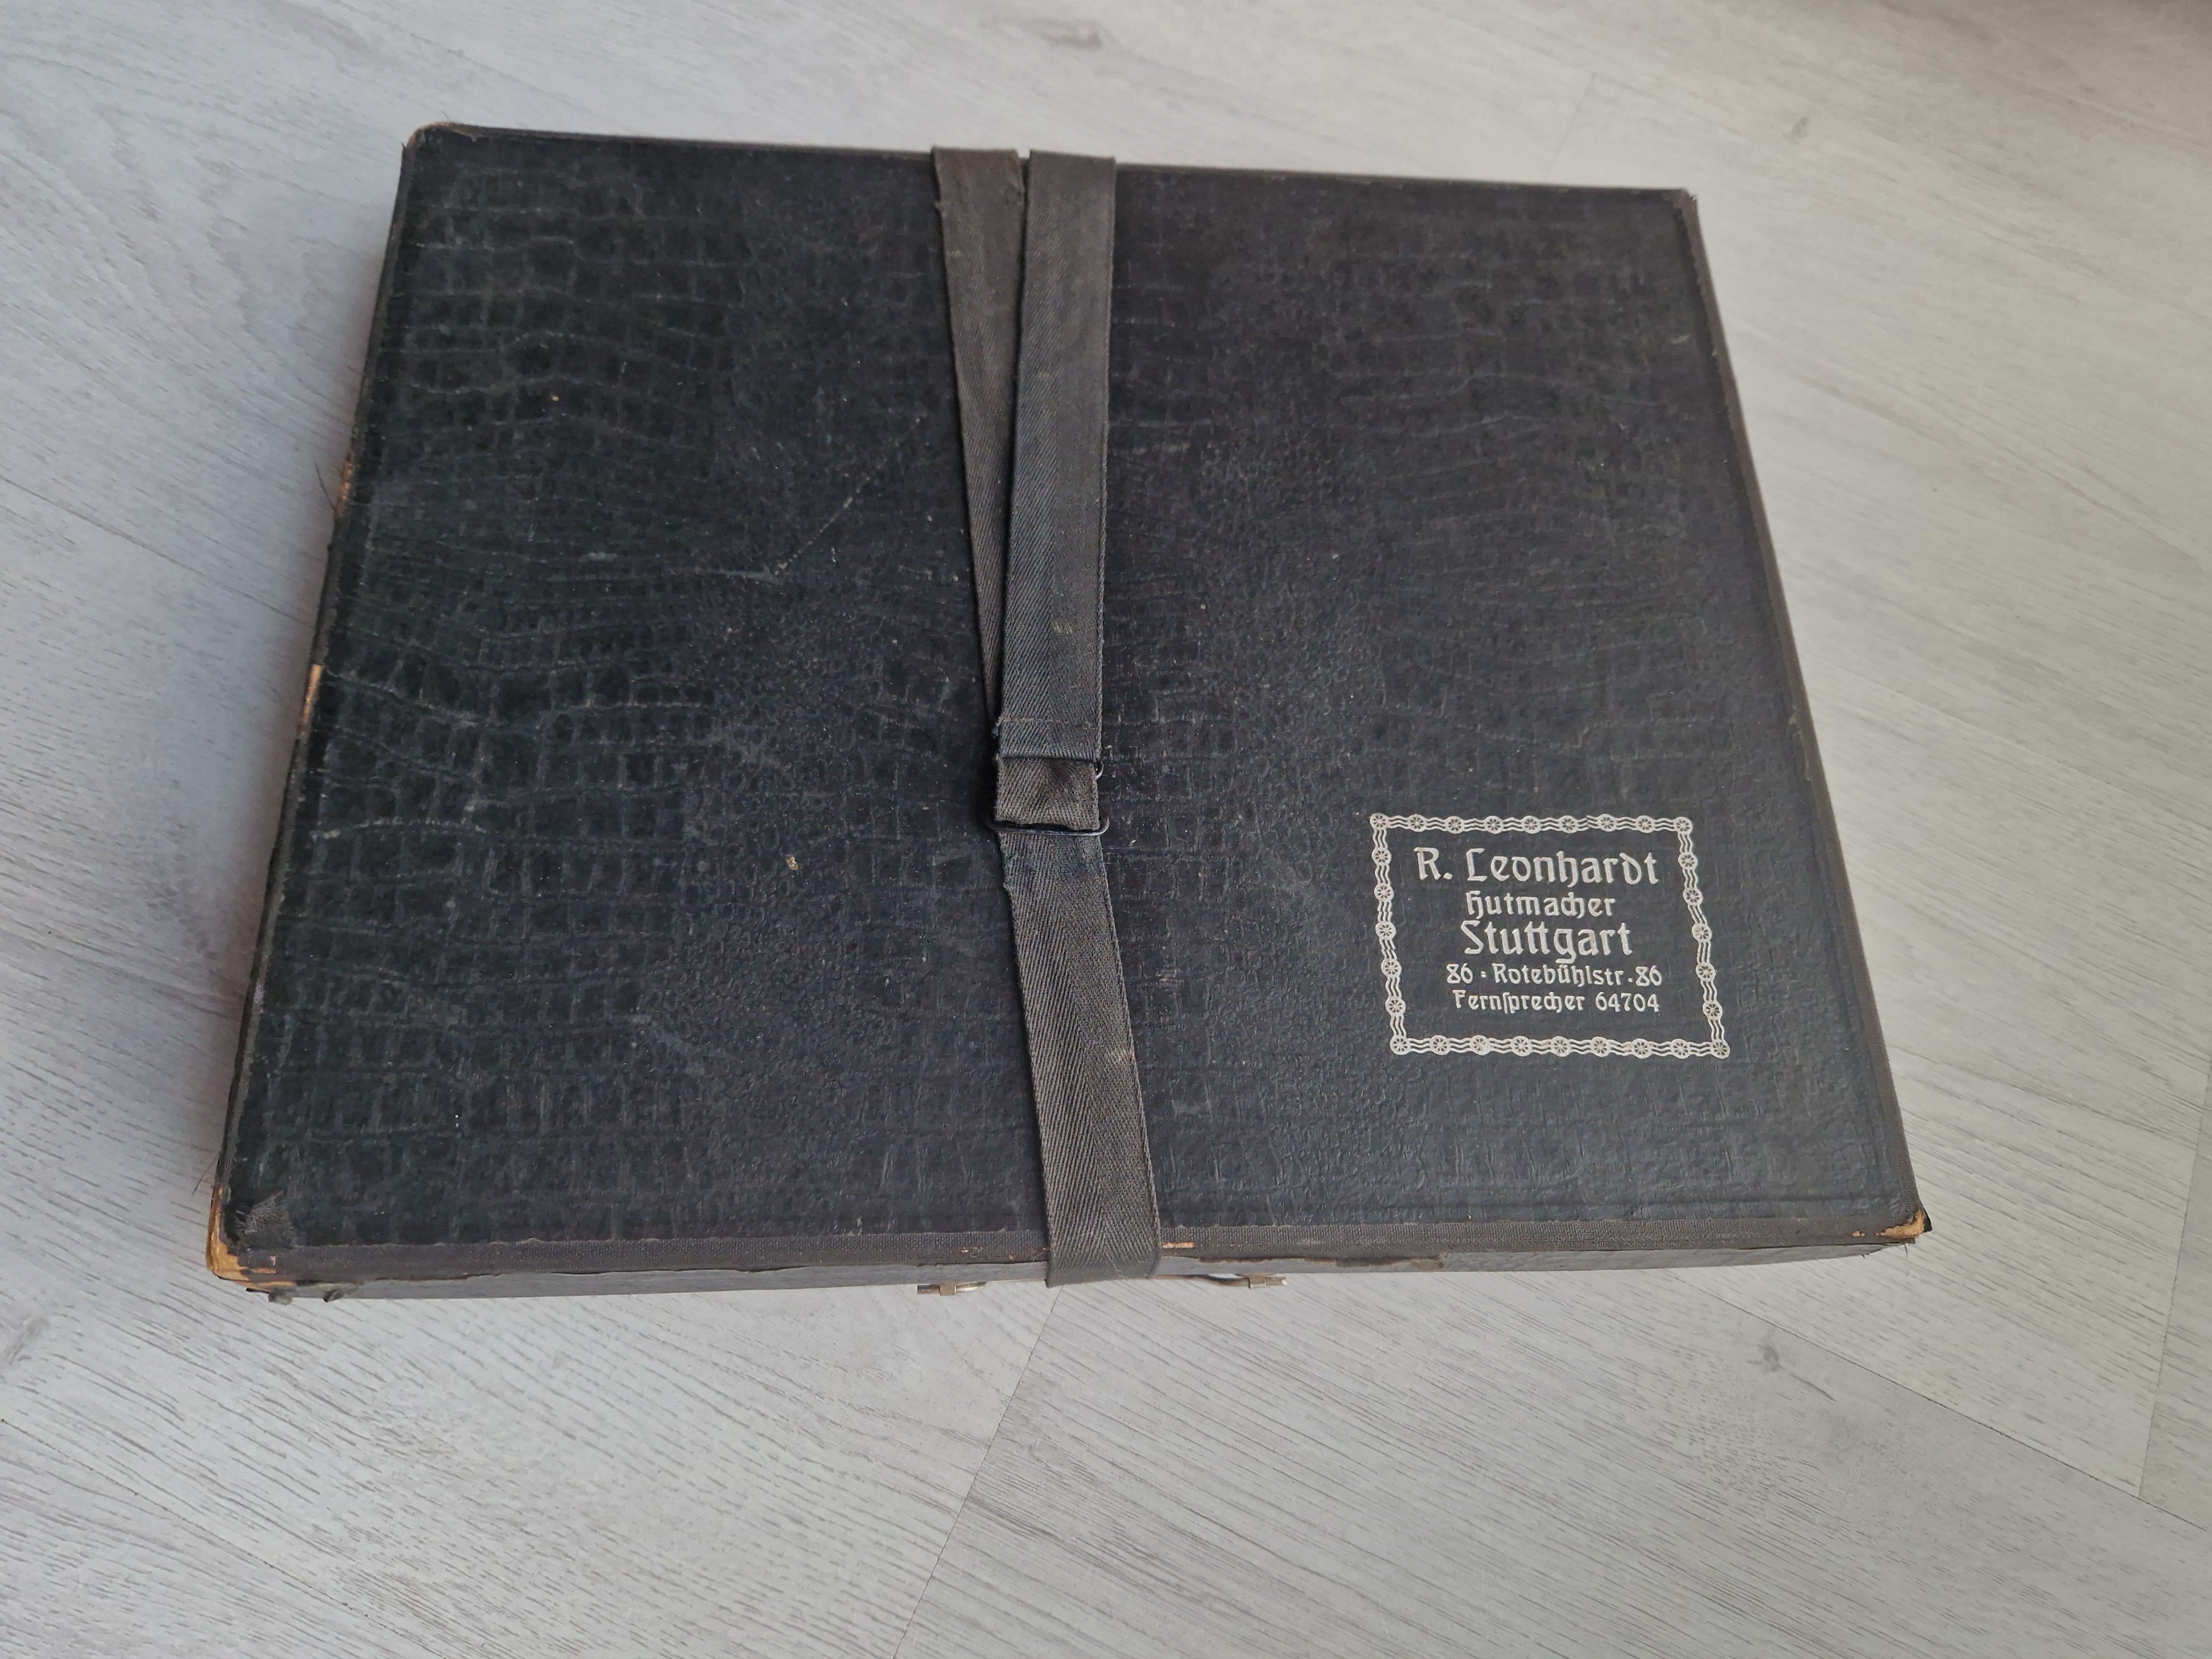 R. Leonhardt
Hutmacher
Stuttgart
86 · Rotebühlstr. 86
Fernsprecher 64704